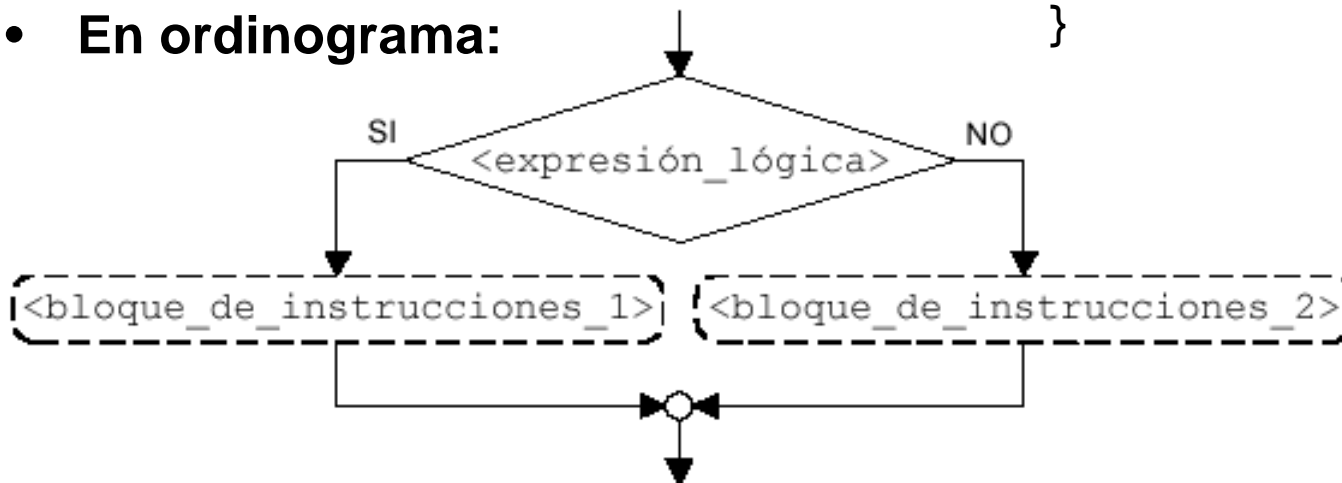 • En ordinograma:
}
SI
NO
<expresión_lógica>
<bloque_de_instrucciones_1>
<bloque_de_instrucciones_2>